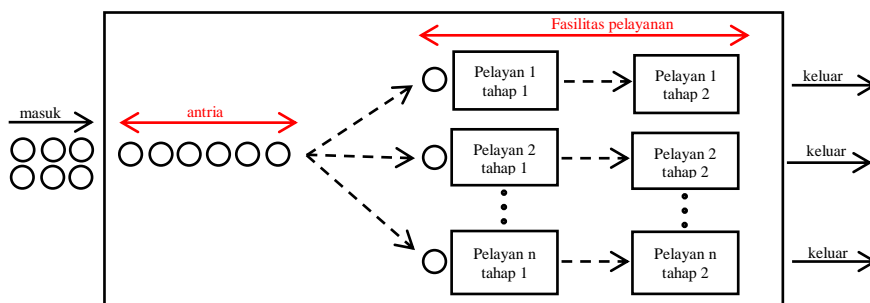 Fasilitas pelayanan
masuk
antria
Pelayan 1
tahap 1
Pelayan 1
tahap 2
keluar
Pelayan 2
tahap 1
Pelayan 2
tahap 2
keluar
Pelayan n
tahap 1
Pelayan n
tahap 2
keluar